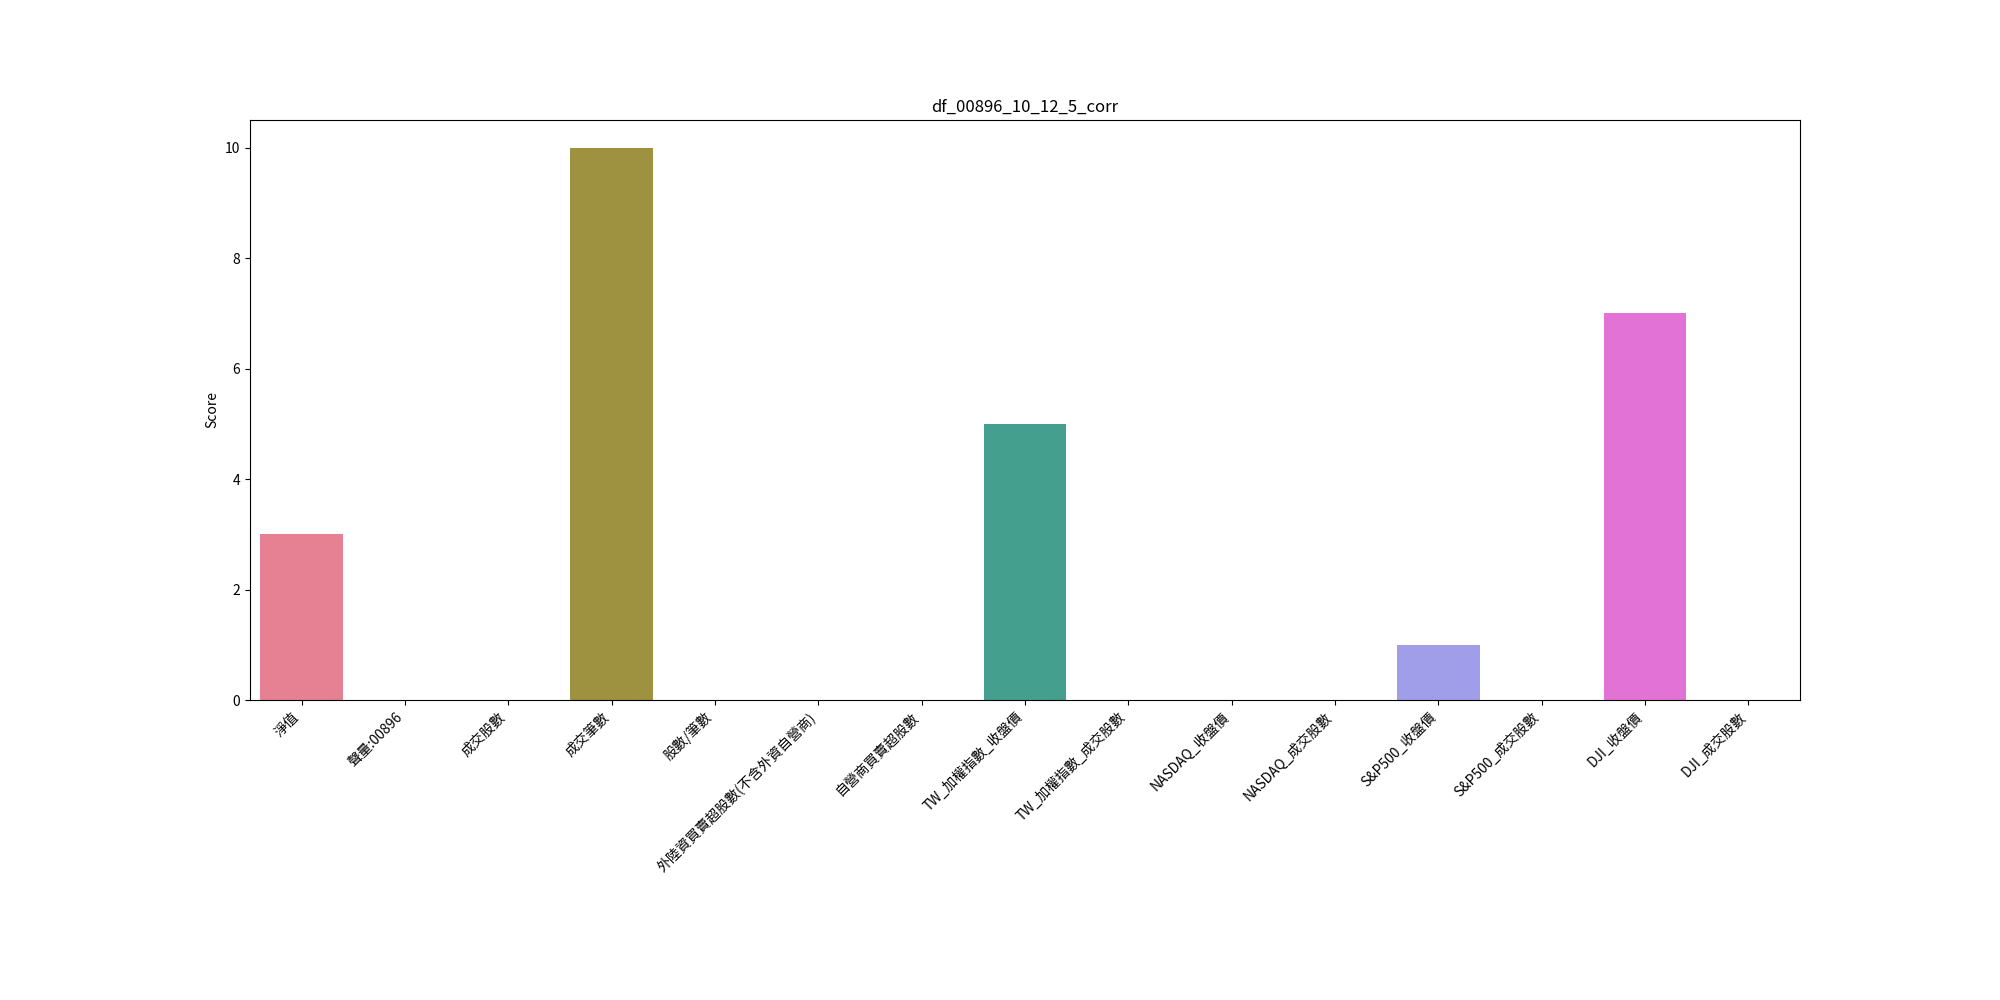 df_00896_10_12_5_corr
10
8
6
4
2
0
Score
淨值
聲量:00896
成交股數
成交筆數
股數/筆數
外陸資買賣超股數(不含外資自營商)
自營商買賣超股數
TW_加權指數_收盤價
TW_加權指數_成交股數
NASDAQ_收盤價
NASDAQ_成交股數
S&P500_收盤價
S&P500_成交股數
DJI_收盤價
DJI_成交股數